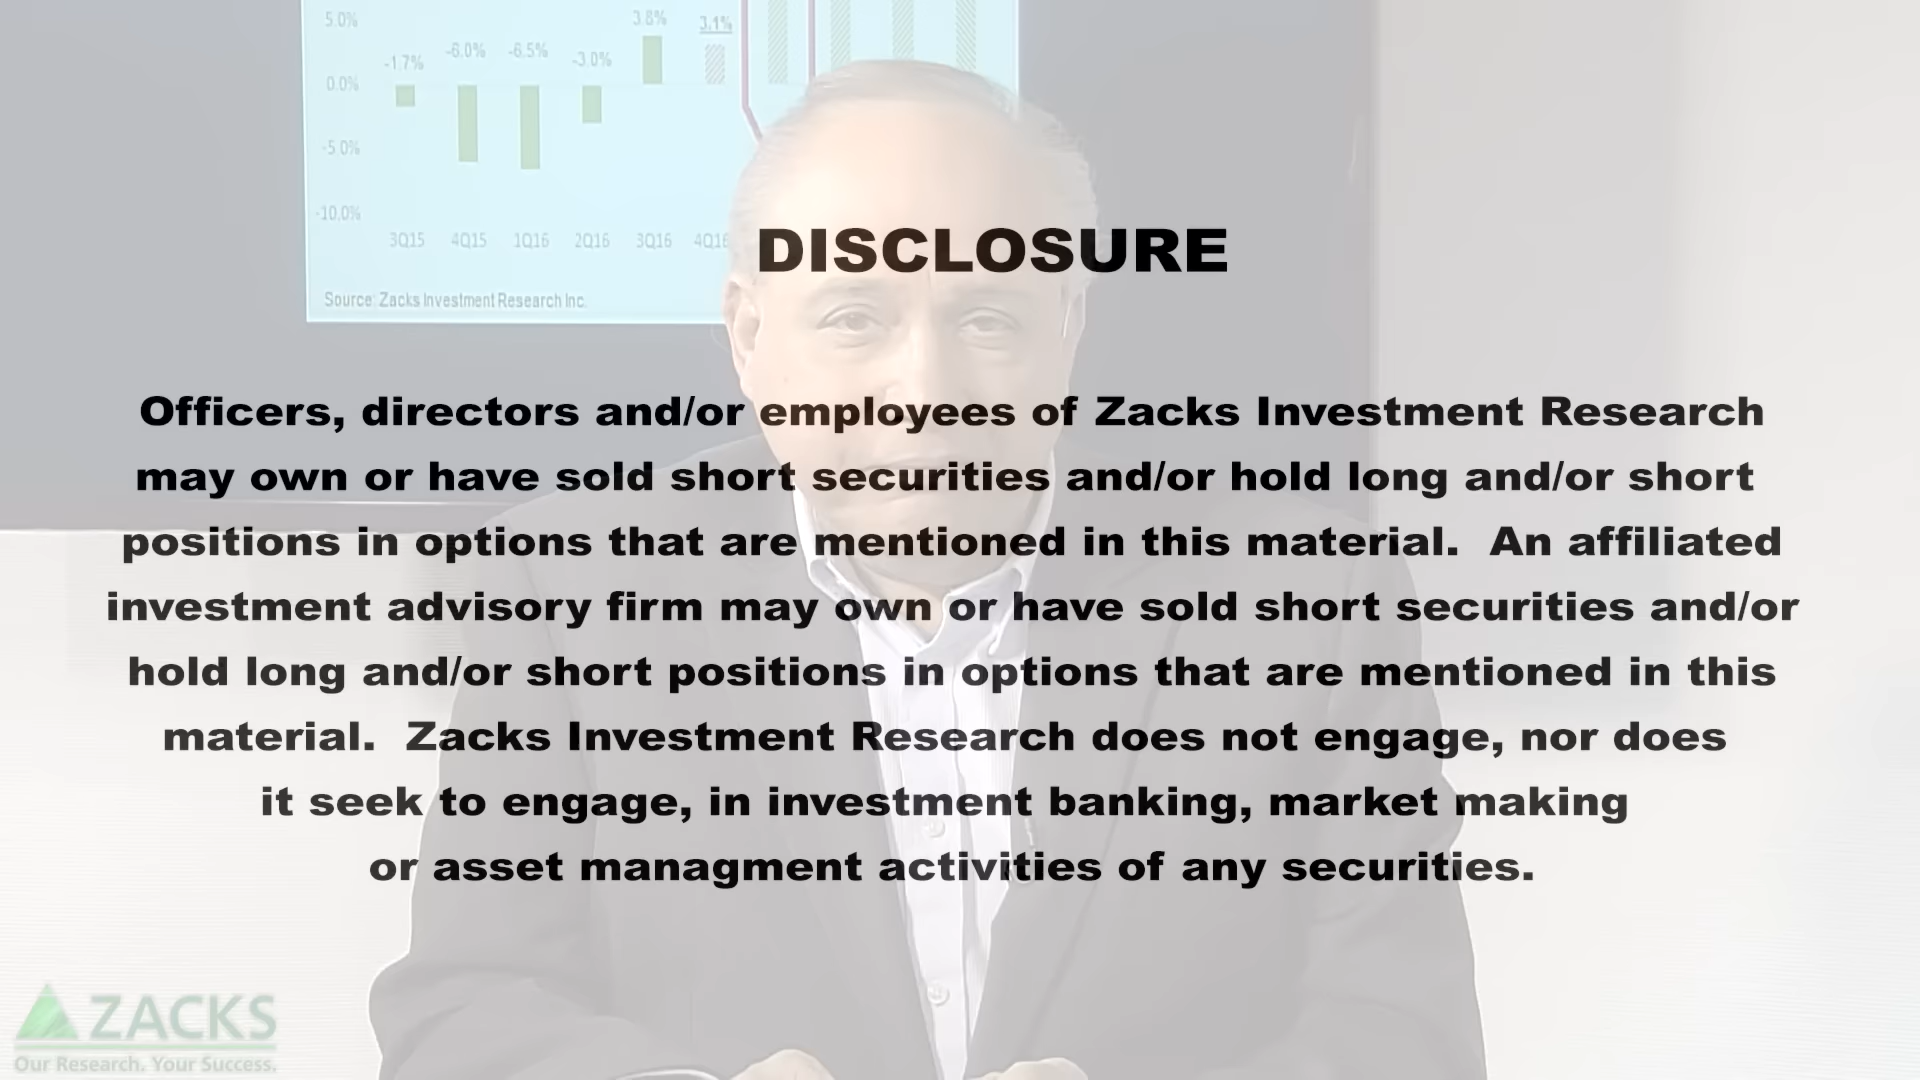 5.0%
3.8%
3.1%
-1.7%
-6.0%
-6.5%
-3.0%
0.0%
-5.0%
-10.0%
3Q15 4Q15 1Q16 2Q16 3Q16 4Q16
Source: Zacks Investment Research Inc.
DISCLOSURE
Officers, directors and/or employees of Zacks Investment Research
may own or have sold short securities and/or hold long and/or short
positions in options that are mentioned in this material. An affiliated
investment advisory firm may own or have sold short securities and/or
hold long and/or short positions in options that are mentioned in this
material. Zacks Investment Research does not engage, nor does
it seek to engage, in investment banking, market making
or asset managment activities of any securities.
ZACKS
Our Research. Your Success.